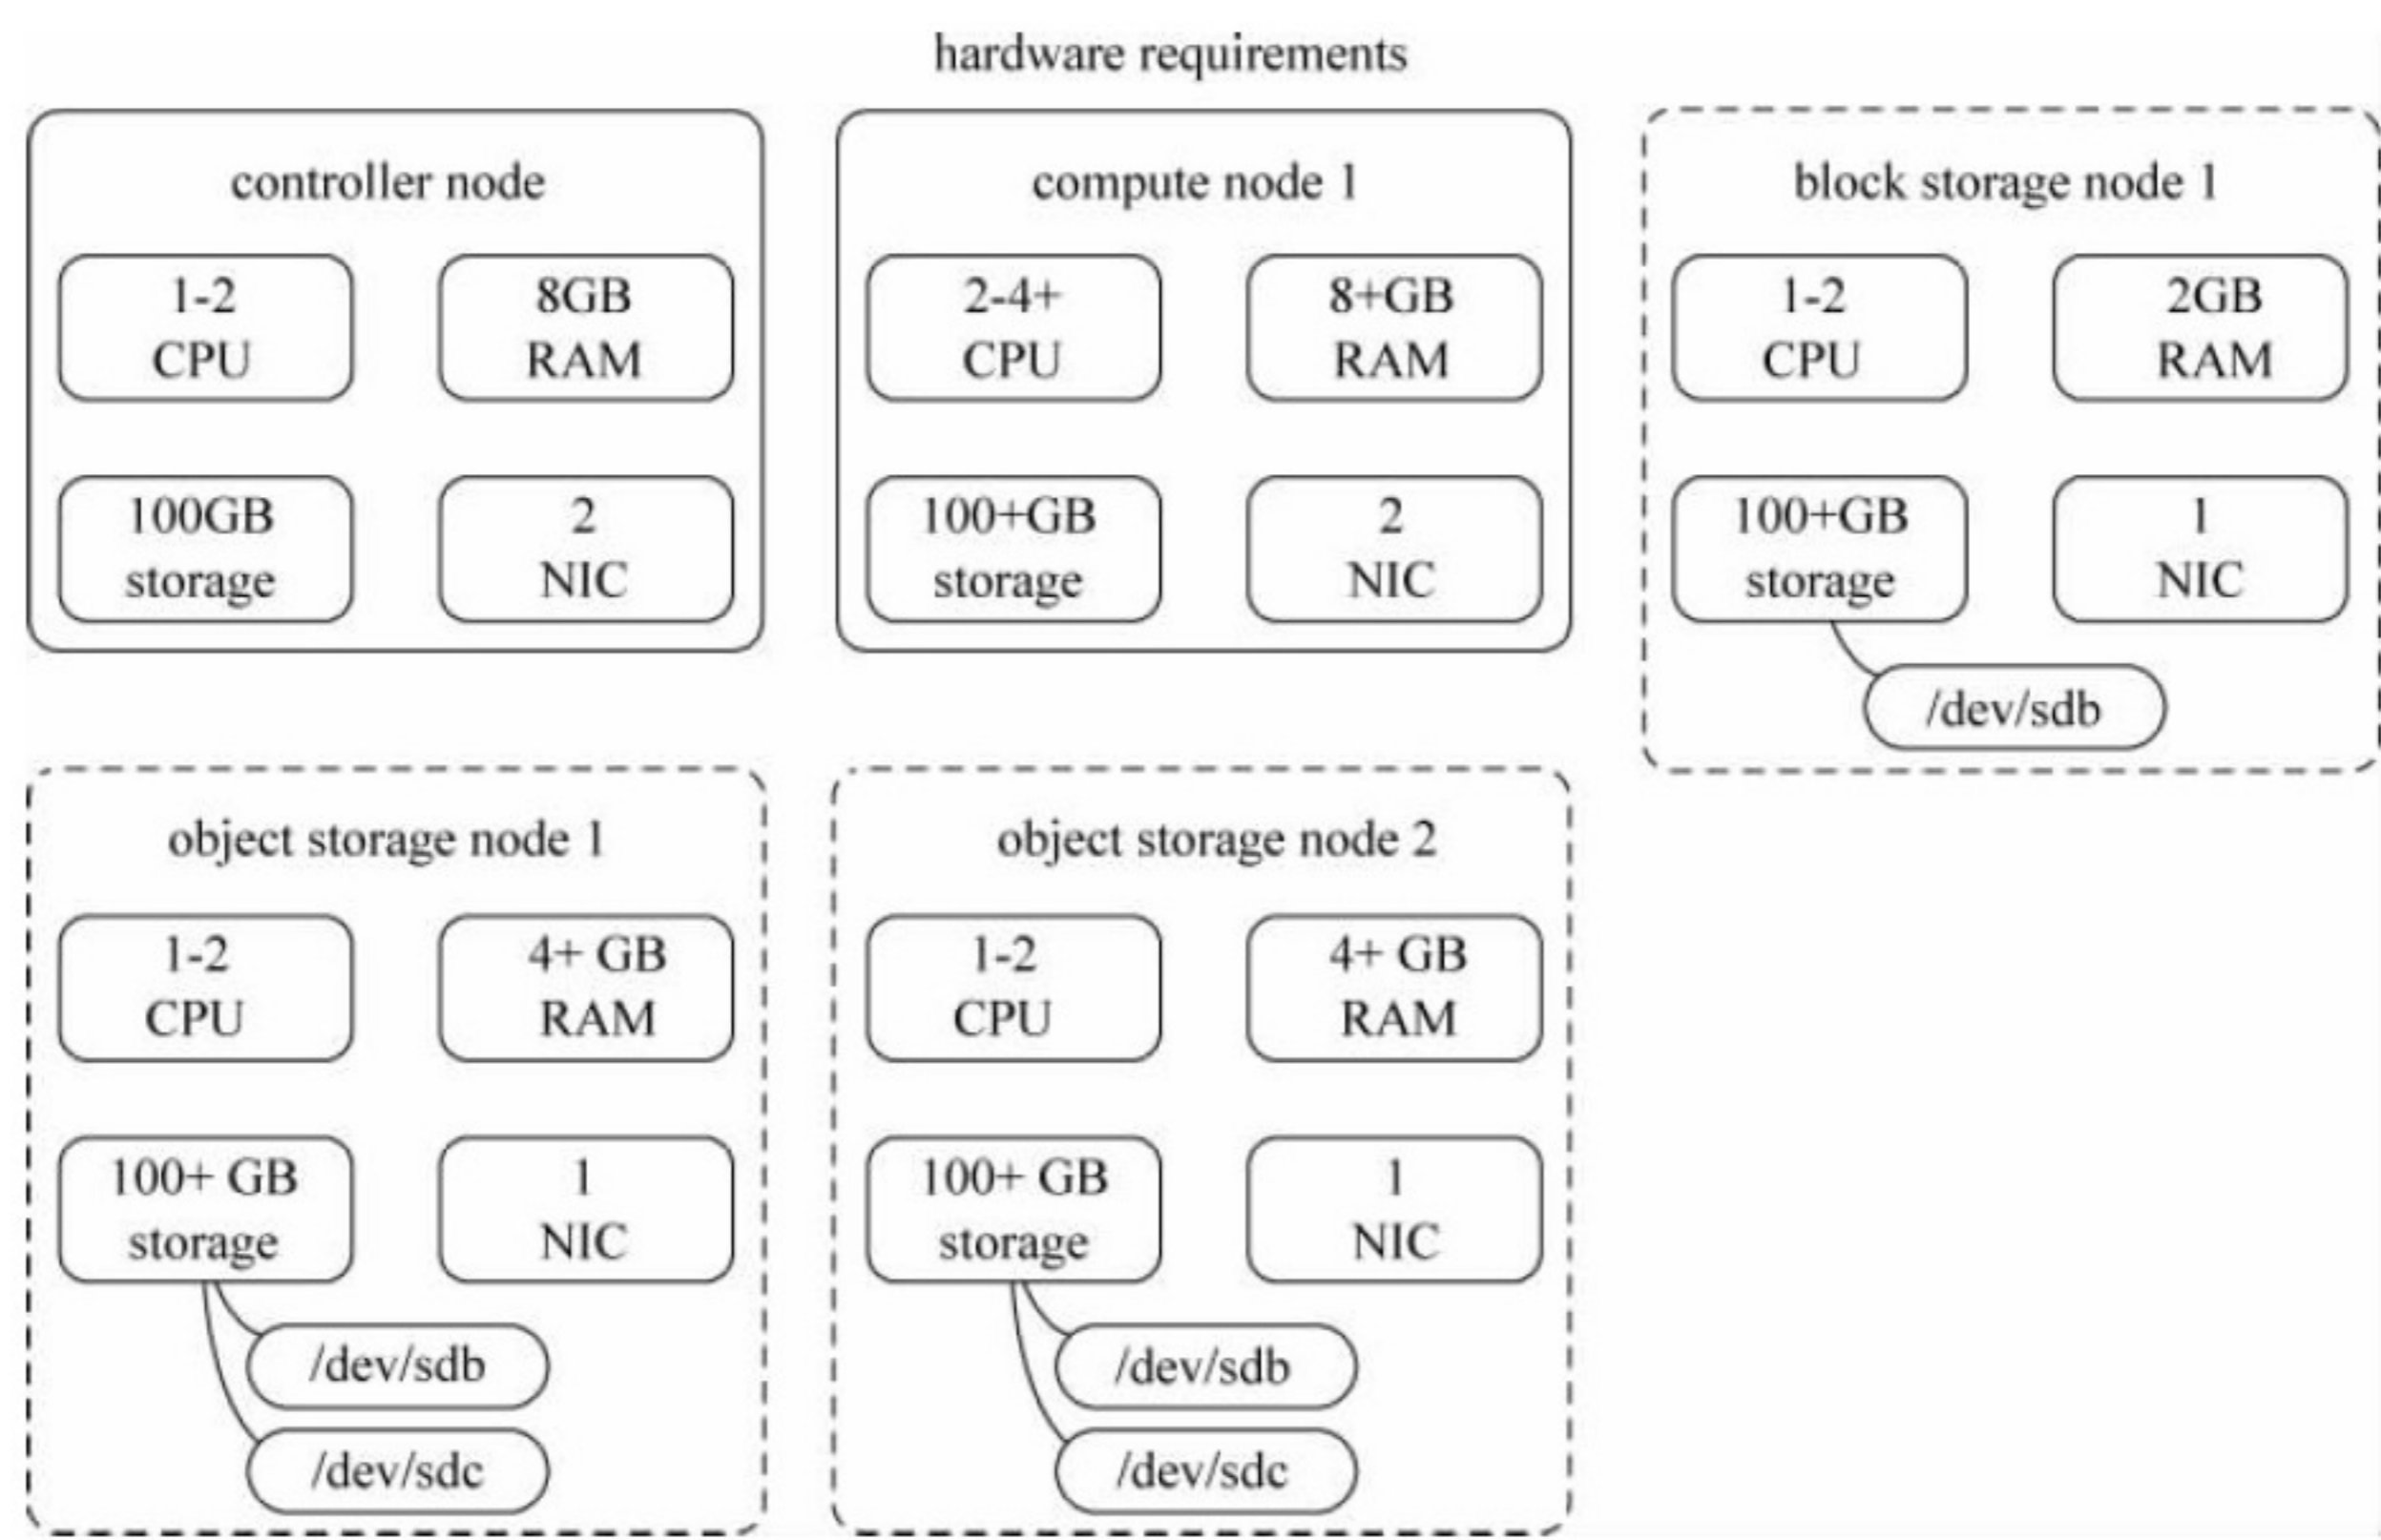 hardware requirements
controller node
1-2
CPU
8GB
RAM
100GB
storage
2
NIC
compute node 1
2-4+
CPU
8+GB
RAM
100+GB
storage
2
NIC
block storage node 1
1-2
CPU
2GB
RAM
100+GB
storage
1
NIC
/dev/sdb
object storage node 1
1-2
CPU
4+ GB
RAM
100+ GB
storage
1
NIC
/dev/sdb
/dev/sdc
object storage node 2
1-2
CPU
4+ GB
RAM
100+ GB
storage
1
NIC
/dev/sdb
/dev/sdc